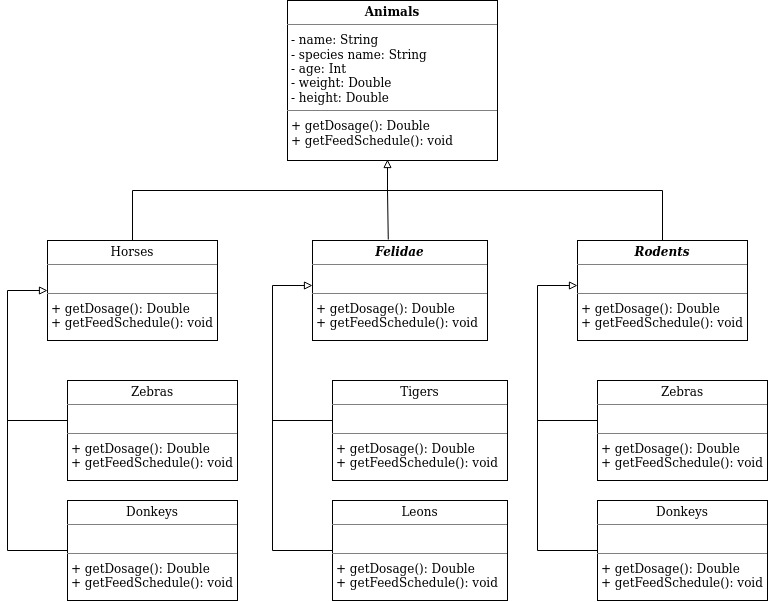 Animals
- name: String
- species name: String
- age: Int
- weight: Double
- height: Double
+ getDosage(): Double
+ getFeedSchedule(): void
Horses
+ getDosage(): Double
+ getFeedSchedule(): void
Felidae
+ getDosage(): Double
+ getFeedSchedule(): void
Rodents
+ getDosage(): Double
+ getFeedSchedule(): void
Zebras
+ getDosage(): Double
+ getFeedSchedule(): void
Tigers
+ getDosage(): Double
+ getFeedSchedule(): void
Zebras
+ getDosage(): Double
+ getFeedSchedule(): void
Donkeys
+ getDosage(): Double
+ getFeedSchedule(): void
Leons
+ getDosage(): Double
+ getFeedSchedule(): void
Donkeys
+ getDosage(): Double
+ getFeedSchedule(): void